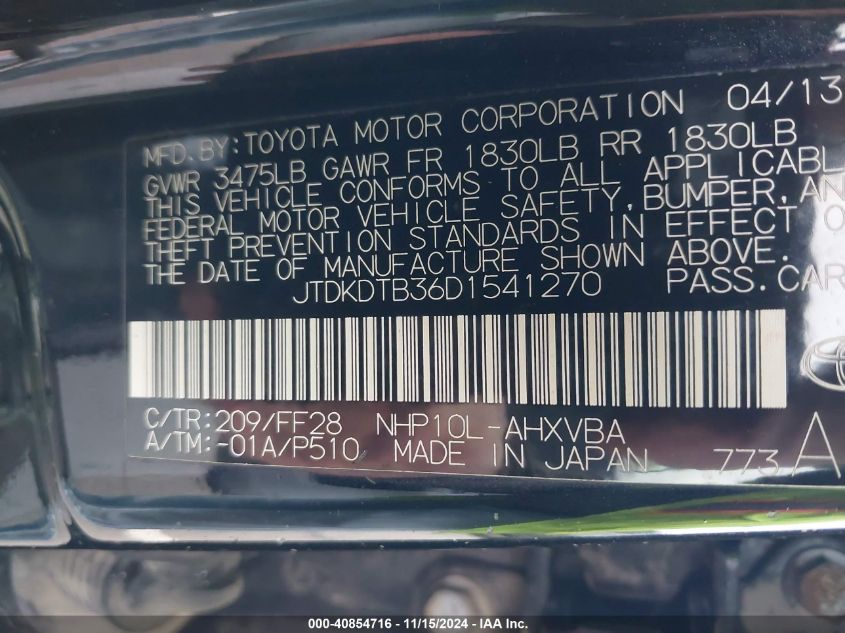 MFD.BY:TOYOTA MOTOR CORPORATION 04/13
GVWR 3475LB GAWR FR 1830LB RR 1830LB
THIS VEHICLE CONFORMS TO ALL APPLICABL
FEDERAL MOTOR VEHICLE SAFETY,BUMPER,AN
THEFT PREVENTION STANDARDS IN EFFECT O
THE DATE OF MANUFACTURE SHOWN ABOVE.
JTDKDTB36D1541270 PASS.CAR
C/TR:209/FF28 NHP10L-AHXVBA
A/TM:-01A/P510 MADE IN JAPAN 773 A
000-40854716 - 11/15/2024 - IAA Inc.